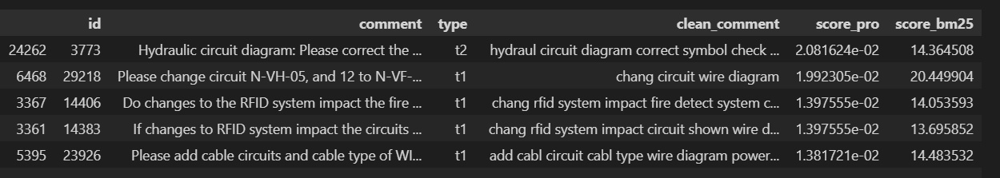 id comment type clean_comment score_pro score_bm25
24262 3773 Hydraulic circuit diagram: Please correct the ... t2 hydraul circuit diagram correct symbol check ... 2.081624e-02 14.364508
6468 29218 Please change circuit N-VH-05, and 12 to N-VF-... t1 chang circuit wire diagram 1.992305e-02 20.449904
3367 14406 Do changes to the RFID system impact the fire ... t1 chang rfid system impact fire detect system c... 1.397555e-02 14.053593
3361 14383 If changes to RFID system impact the circuits ... t1 chang rfid system impact circuit shown wire d... 1.397555e-02 13.695852
5395 23926 Please add cable circuits and cable type of WI... t1 add cabl circuit cabl type wire diagram power... 1.381721e-02 14.483532